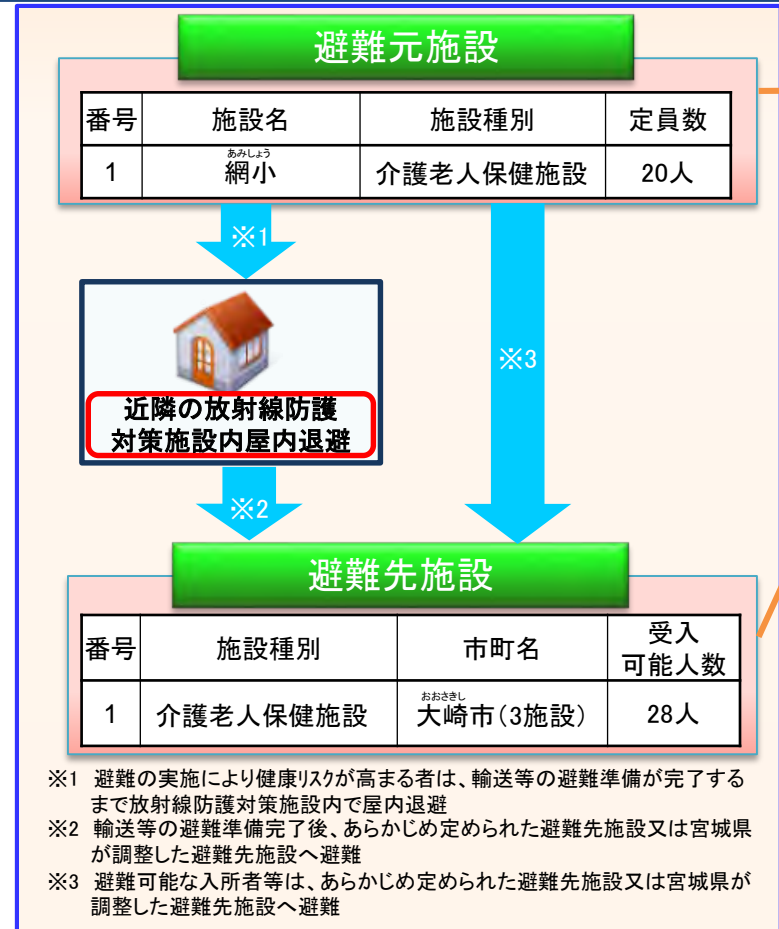 避難元施設
番号 施設名 施設種別 定員数
あみしょう
1 網小 介護老人保健施設 20人
※1
※3
近隣の放射線防護
対策施設内屋内退避
※2
避難先施設
番号 施設種別 市町名 受入
可能人数
おおさきし
1 介護老人保健施設 大崎市(3施設) 28人
※1 避難の実施により健康リスクが高まる者は、輸送等の避難準備が完了する
まで放射線防護対策施設内で屋内退避
※2 輸送等の避難準備完了後、あらかじめ定められた避難先施設又は宮城県
が調整した避難先施設へ避難
※3 避難可能な入所者等は、あらかじめ定められた避難先施設又は宮城県が
調整した避難先施設へ避難